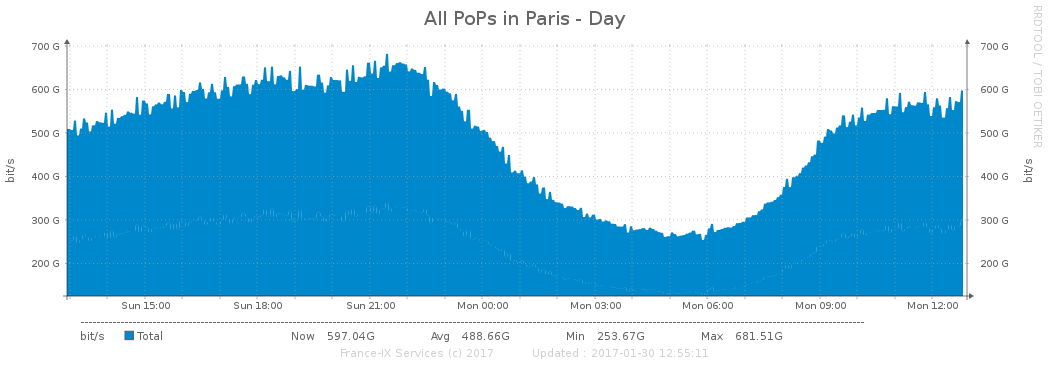 All PoPs in Paris - Day
RRDTOOL / TOBI OETIKER
700 G 700 G
600 G 600 G
500 G 500 G
400 G 400 G
300 G 300 G
200 G 200 G
bit/s bit/s
Sun 15:00 Sun 18:00 Sun 21:00 Mon 00:00 Mon 03:00 Mon 06:00 Mon 09:00 Mon 12:00
bit/s Total Now 597.04G Avg 488.66G Min 253.67G Max 681.51G
France-IX Services (c) 2017 Updated : 2017-01-30 12:55:11